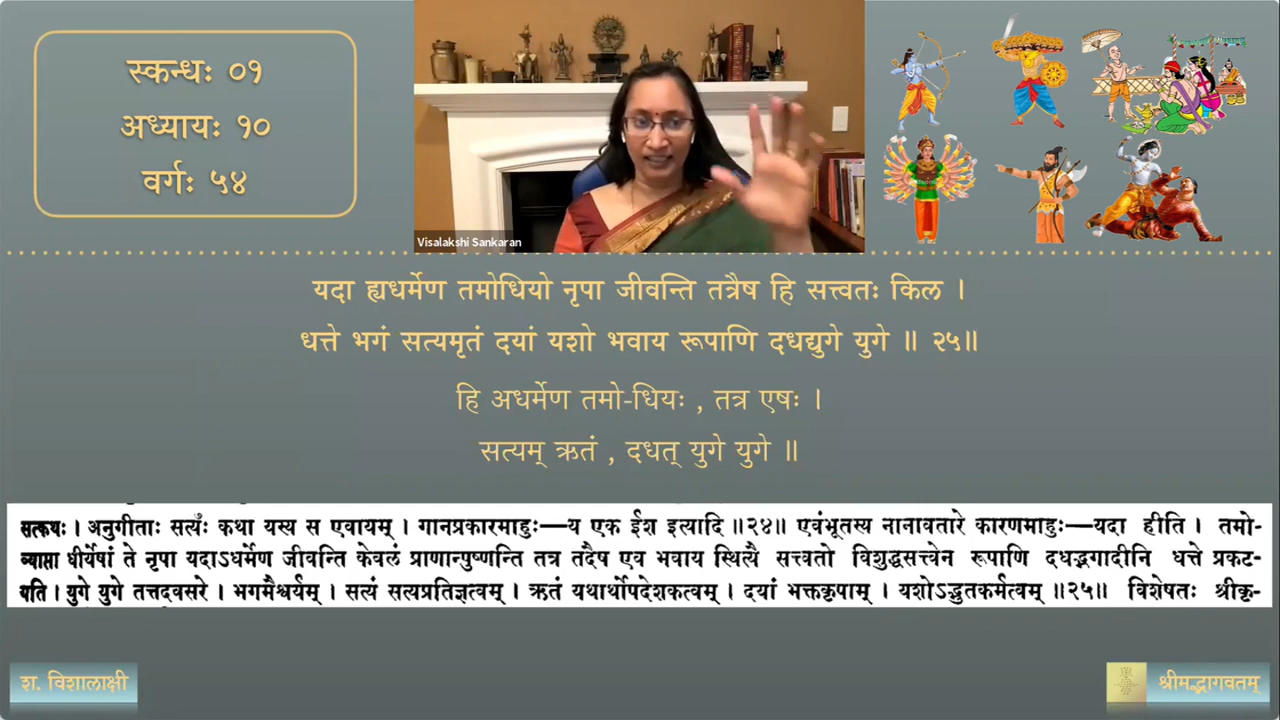 स्कन्धः ०१
अध्यायः १०
वर्गः ५४
Visalakshi Sankaran
यदा ह्यधर्मेण तमोधियो नृपा जीवन्ति तत्रैष हि सत्त्वतः किल ।
धत्ते भगं सत्यमृतं दयां यशो भवाय रूपाणि दधद्युगे युगे ॥ २५॥
हि अधर्मेण तमो-धियः , तत्र एषः ।
सत्यम् ऋतं , दधत् युगे युगे ॥
सत्कथः । अनुगीताः सत्यः कथा यस्य स एवायम् । गानप्रकारमाहुः—य एक ईश इत्यादि ॥२४॥ एवंभूतस्य नानावतारे कारणमाहुः—यदा हीति । तमो-
व्याप्ता धीर्येषां ते नृपा यदाऽधर्मेण जीवन्ति केवलं प्राणान्पुष्णन्ति तत्र तदैष एव भवाय स्थित्यै सत्त्वतो विशुद्धसत्त्वेन रूपाणि दधद्भगादीनि धत्ते प्रकट-
यति । युगे युगे तत्तदवसरे । भगमैश्वर्यम् । सत्यं सत्यप्रतिज्ञत्वम् । ऋतं यथार्थोपदेशकत्वम् । दयां भक्तकृपाम् । यशोऽद्भुतकर्मत्वम् ॥२५॥ विशेषतः श्रीकृ-
श. विशालाक्षी
श्रीमद्भागवतम्